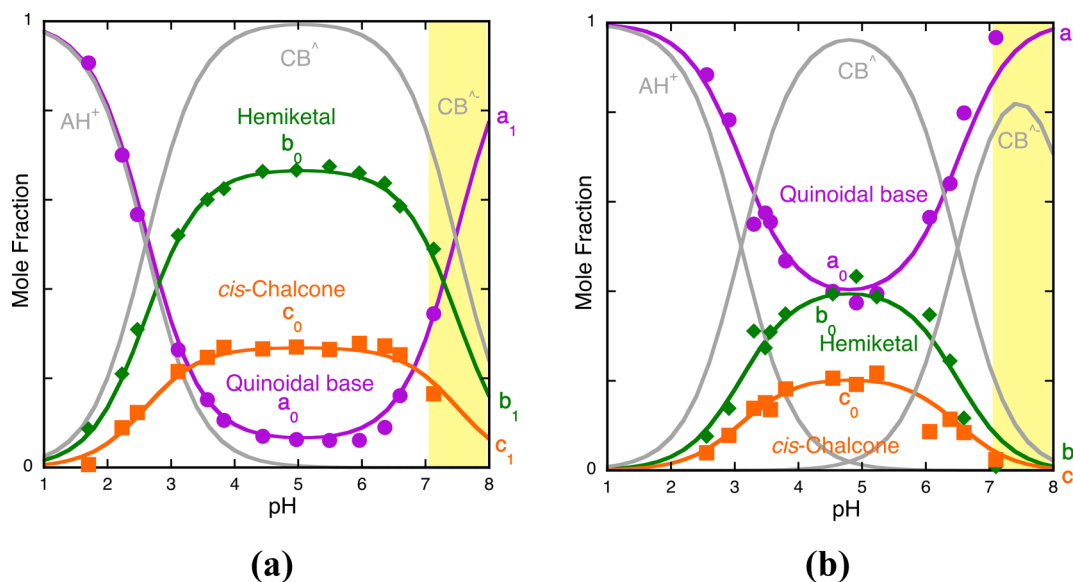 1
CB^
CB^-
a₁
AH⁺
Hemiketal
b₀
Mole Fraction
cis-Chalcone
c₀
Quinoidal base
a₀
b₁
c₁
0
1 2 3 4 5 6 7 8
pH
(a)
1
a
CB^
AH⁺
CB^-
Quinoidal base
Mole Fraction
a₀
b₀
Hemiketal
c₀
cis-Chalcone
b
c
0
1 2 3 4 5 6 7 8
pH
(b)